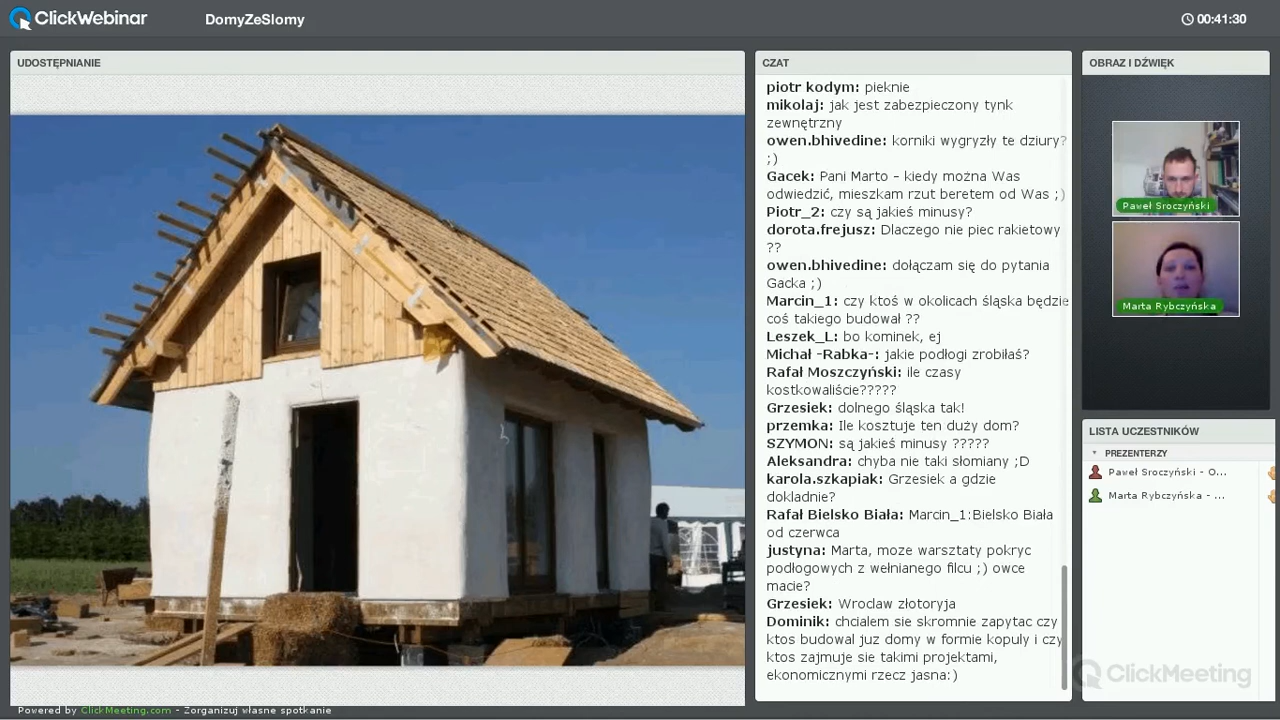 ClickWebinar
DomyZeSlomy
00:41:30
UDOSTĘPNIANIE
CZAT
piotr kodym: pieknie
mikolaj: jak jest zabezpieczony tynk
zewnętrzny
owen.bhivedine: korniki wygryzły te dziury?
;)
Gacek: Pani Marto - kiedy można Was
odwiedzić, mieszkam rzut beretem od Was ;)
Piotr_2: czy są jakieś minusy?
dorota.frejusz: Dlaczego nie piec rakietowy
??
owen.bhivedine: dołączam się do pytania
Gacka ;)
Marcin_1: czy ktoś w okolicach śląska będzie
coś takiego budował ??
Leszek_L: bo kominek, ej
Michał -Rabka-: jakie podłogi zrobiłaś?
Rafał Moszczyński: ile czasy
kostkowaliście?????
Grzesiek: dolnego śląska tak!
przemka: Ile kosztuje ten duży dom?
SZYMON: są jakieś minusy ?????
Aleksandra: chyba nie taki słomiany ;D
karola.szkapiak: Grzesiek a gdzie
dokladnie?
Rafał Bielsko Biała: Marcin_1:Bielsko Biała
od czerwca
justyna: Marta, moze warsztaty pokryc
podłogowych z wełnianego filcu ;) owce
macie?
Grzesiek: Wroclaw złotoryja
Dominik: chcialem sie skromnie zapytac czy
ktos budowal juz domy w formie kopuly i czy
ktos zajmuje sie takimi projektami,
ekonomicznymi rzecz jasna:)
OBRAZ I DŹWIĘK
Paweł Sroczyński
Marta Rybczyńska
LISTA UCZESTNIKÓW
PREZENTERZY
Paweł Sroczyński - O...
Marta Rybczyńska - ...
ClickMeeting
Powered by ClickMeeting.com - Zorganizuj własne spotkanie